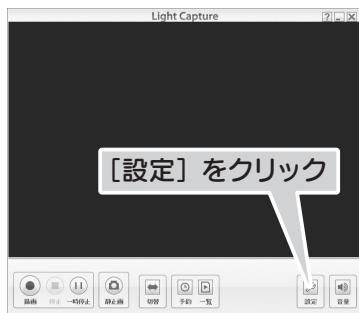 Light Capture
［設定］をクリック
録画 停止 一時停止 静止画 切替 予約 一覧 設定 音量